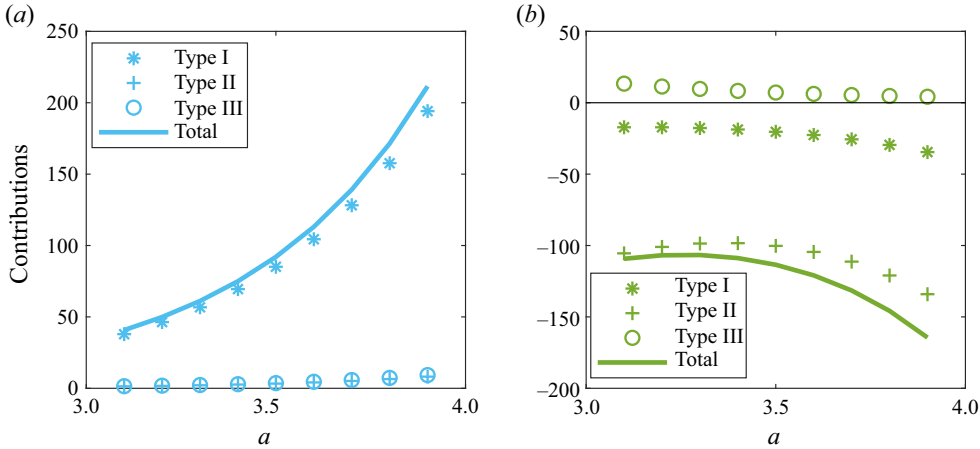 (a)
250
200
150
100
50
0
Contributions
Type I
Type II
Type III
Total
3.0 3.5 4.0
a
(b)
50
0
−50
−100
−150
−200
Type I
Type II
Type III
Total
3.0 3.5 4.0
a